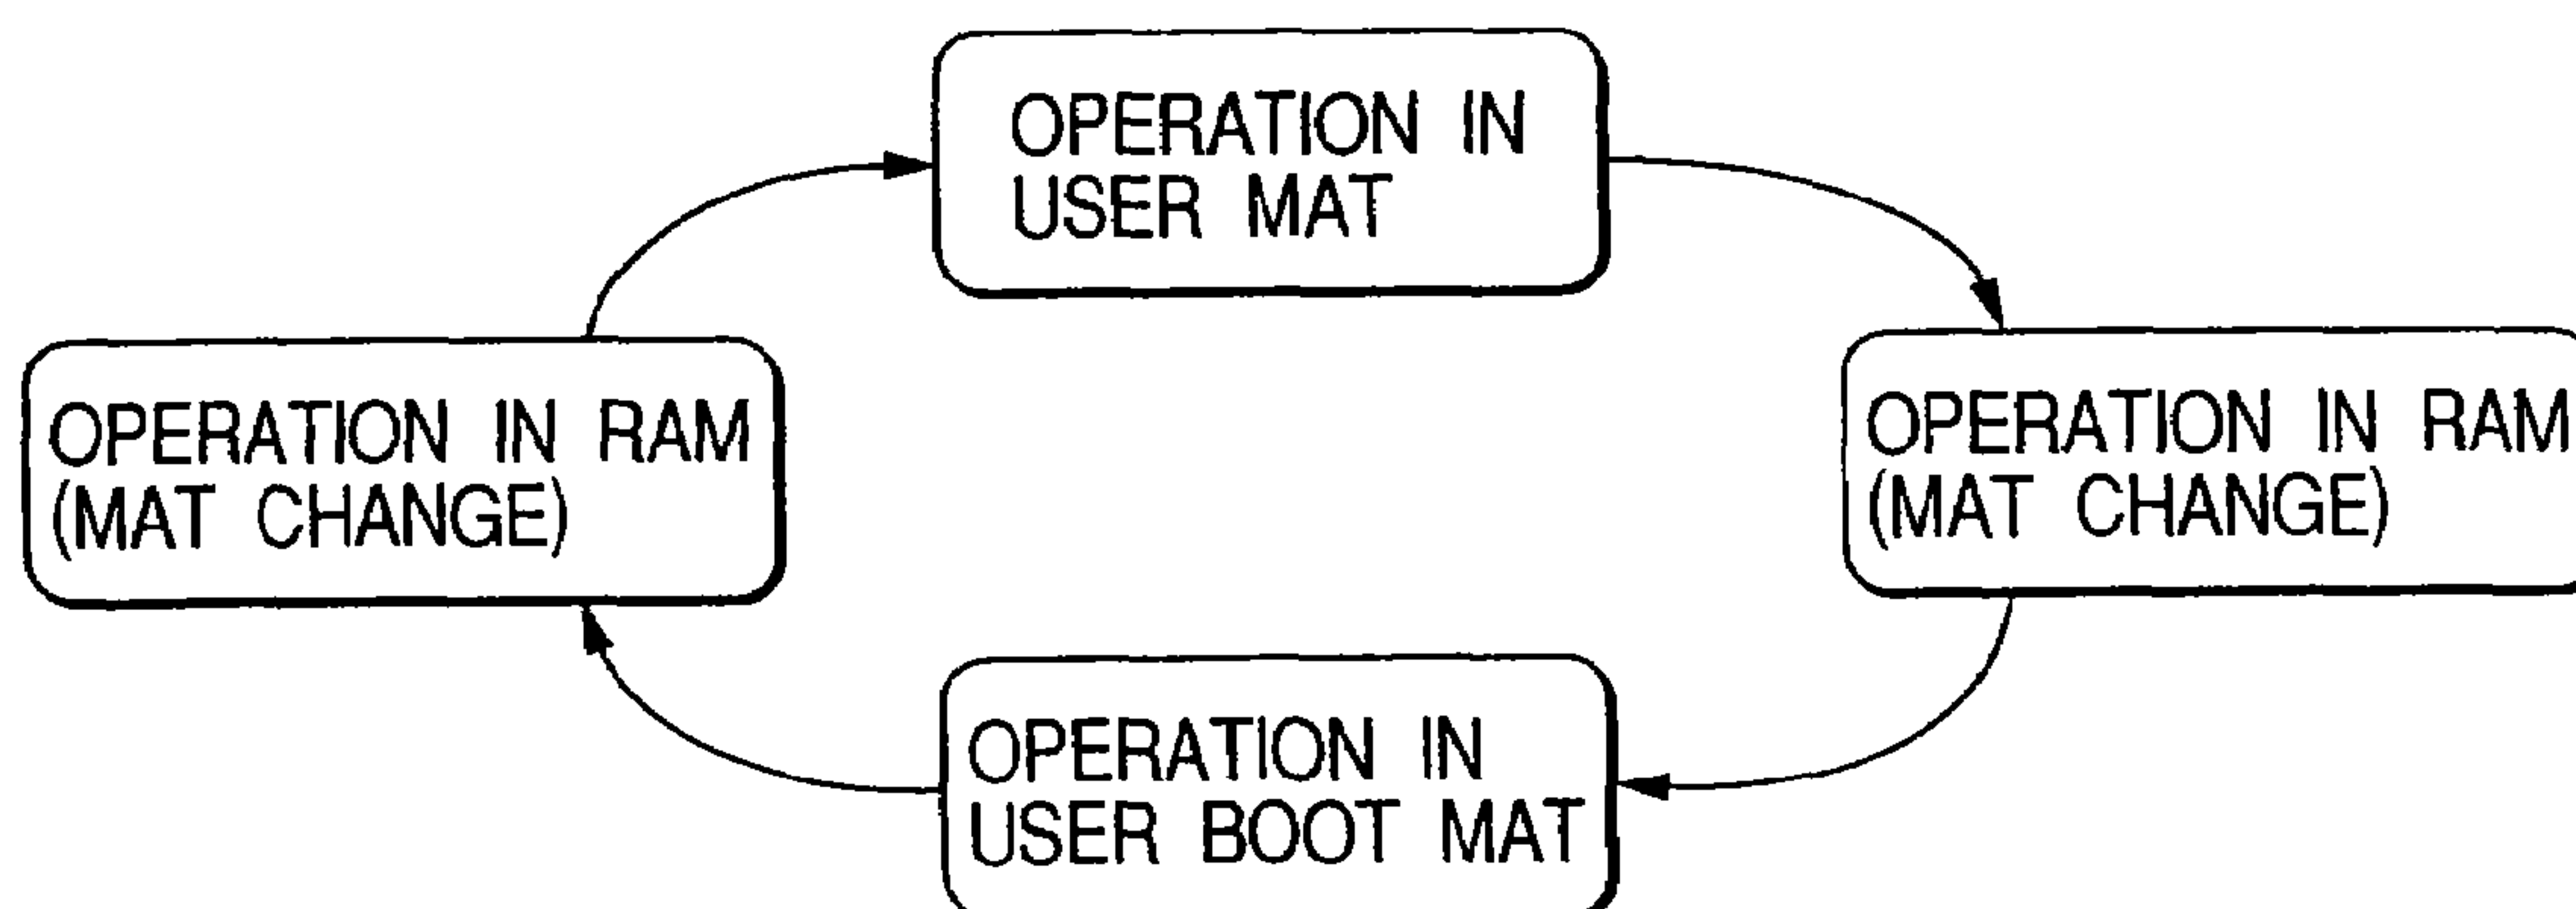 OPERATION IN
USER MAT
OPERATION IN RAM
(MAT CHANGE)
OPERATION IN RAM
(MAT CHANGE)
OPERATION IN
USER BOOT MAT